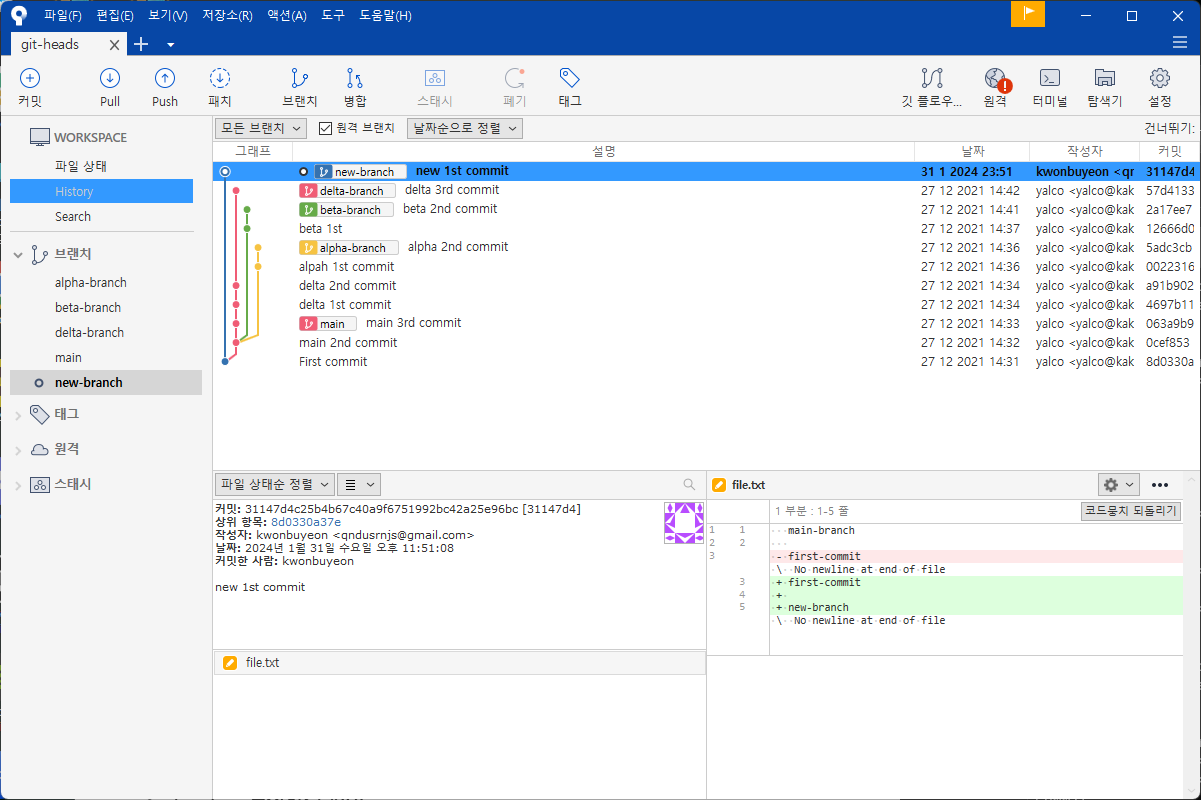 파일(F) 편집(E) 보기(V) 저장소(R) 액션(A) 도구 도움말(H)
git-heads
커밋 Pull Push 패치 브랜치 병합 스태시 폐기 태그 깃 플로우... 원격 터미널 탐색기 설정
WORKSPACE
파일 상태
History
Search
브랜치
alpha-branch
beta-branch
delta-branch
main
new-branch
태그
원격
스태시
모든 브랜치 원격 브랜치 날짜순으로 정렬 건너뛰기:
그래프 설명 날짜 작성자 커밋
new-branch new 1st commit 31 1 2024 23:51 kwonbuyeon <qr 31147d4
delta-branch delta 3rd commit 27 12 2021 14:42 yalco <yalco@kak 57d4133
beta-branch beta 2nd commit 27 12 2021 14:41 yalco <yalco@kak 2a17ee7
beta 1st 27 12 2021 14:37 yalco <yalco@kak 12666d0
alpha-branch alpha 2nd commit 27 12 2021 14:36 yalco <yalco@kak 5adc3cb
alpah 1st commit 27 12 2021 14:36 yalco <yalco@kak 0022316
delta 2nd commit 27 12 2021 14:34 yalco <yalco@kak a91b902
delta 1st commit 27 12 2021 14:34 yalco <yalco@kak 4697b11
main main 3rd commit 27 12 2021 14:33 yalco <yalco@kak 063a9b9
main 2nd commit 27 12 2021 14:32 yalco <yalco@kak 0cef853
First commit 27 12 2021 14:31 yalco <yalco@kak 8d0330a
파일 상태순 정렬
커밋: 31147d4c25b4b67c40a9f6751992bc42a25e96bc [31147d4]
상위 항목: 8d0330a37e
작성자: kwonbuyeon <qndusrnjs@gmail.com>
날짜: 2024년 1월 31일 수요일 오후 11:51:08
커밋한 사람: kwonbuyeon
new 1st commit
file.txt
file.txt
1 부분 : 1-5 줄 코드뭉치 되돌리기
1 1 main-branch
2 2
3 - first-commit
\ No newline at end of file
3 + first-commit
4 +
5 + new-branch
\ No newline at end of file